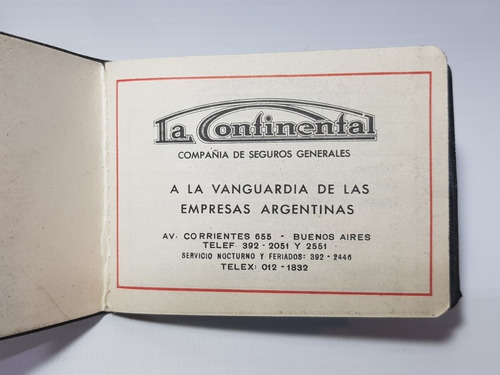 La Continental
COMPAÑIA DE SEGUROS GENERALES
A LA VANGUARDIA DE LAS
EMPRESAS ARGENTINAS
AV. CORRIENTES 655 - BUENOS AIRES
TELEF. 392-2051 Y 2551
SERVICIO NOCTURNO Y FERIADOS: 392-2446
TELEX: 012-1832